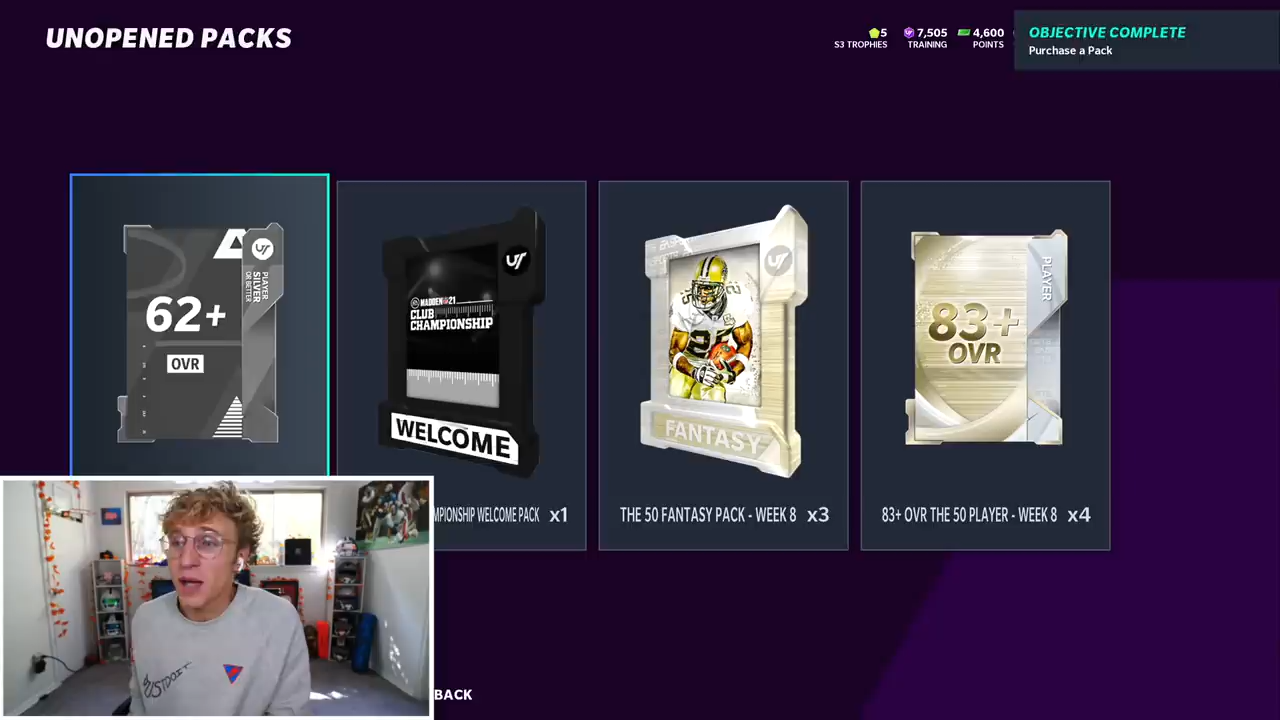 UNOPENED PACKS
5
S3 TROPHIES
7,505
TRAINING
4,600
POINTS
OBJECTIVE COMPLETE
Purchase a Pack
62+
OVR
PLAYER
SILVER
OR BETTER
MADDEN 21
CLUB
CHAMPIONSHIP
WELCOME
FANTASY
83+
OVR
PLAYER
MPIONSHIP WELCOME PACK x1
THE 50 FANTASY PACK - WEEK 8 x3
83+ OVR THE 50 PLAYER - WEEK 8 x4
BACK